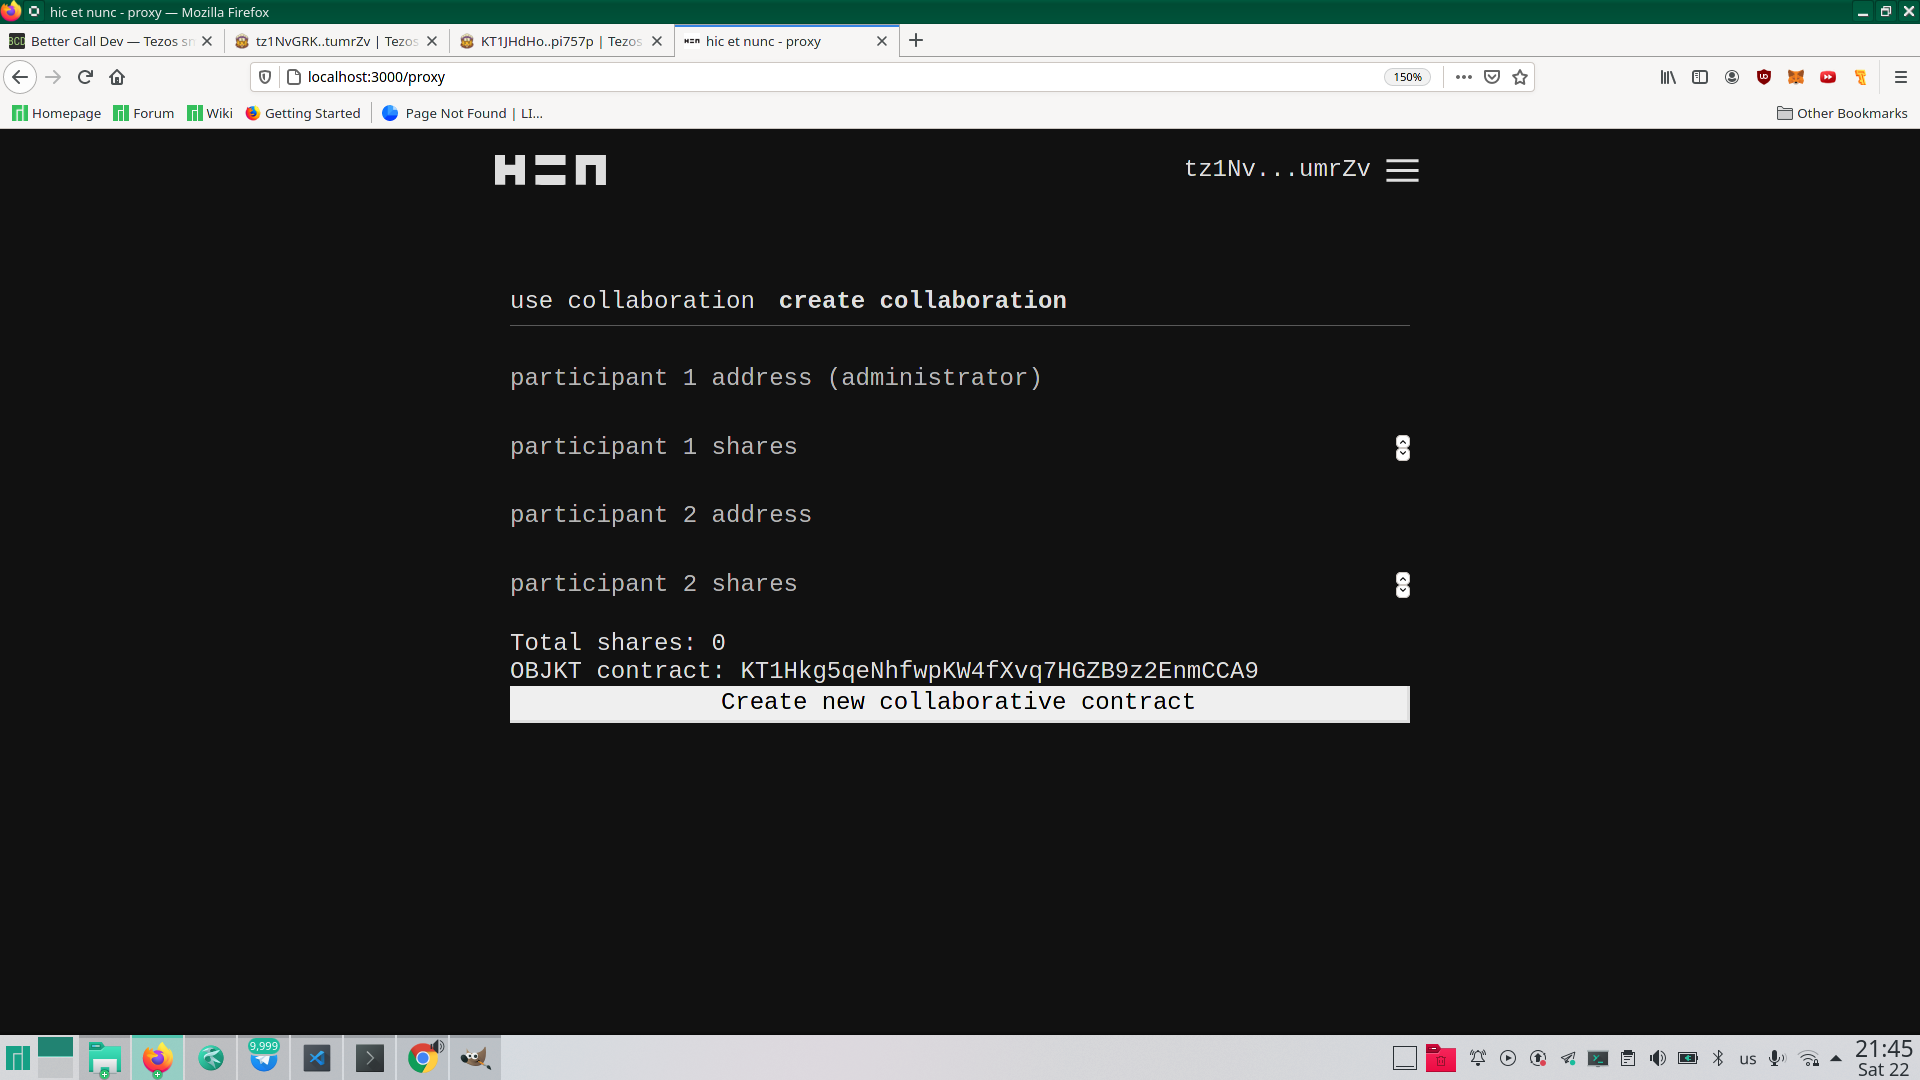 hic et nunc - proxy — Mozilla Firefox
Better Call Dev — Tezos sn
tz1NvGRK..tumrZv | Tezos
KT1JHdHo..pi757p | Tezos
hic et nunc - proxy
localhost:3000/proxy
150%
Homepage
Forum
Wiki
Getting Started
Page Not Found | LI...
Other Bookmarks
tz1Nv...umrZv
use collaboration create collaboration
participant 1 address (administrator)
participant 1 shares
participant 2 address
participant 2 shares
Total shares: 0
OBJKT contract: KT1Hkg5qeNhfwpKW4fXvq7HGZB9z2EnmCCA9
Create new collaborative contract
9,999
us
21:45
Sat 22